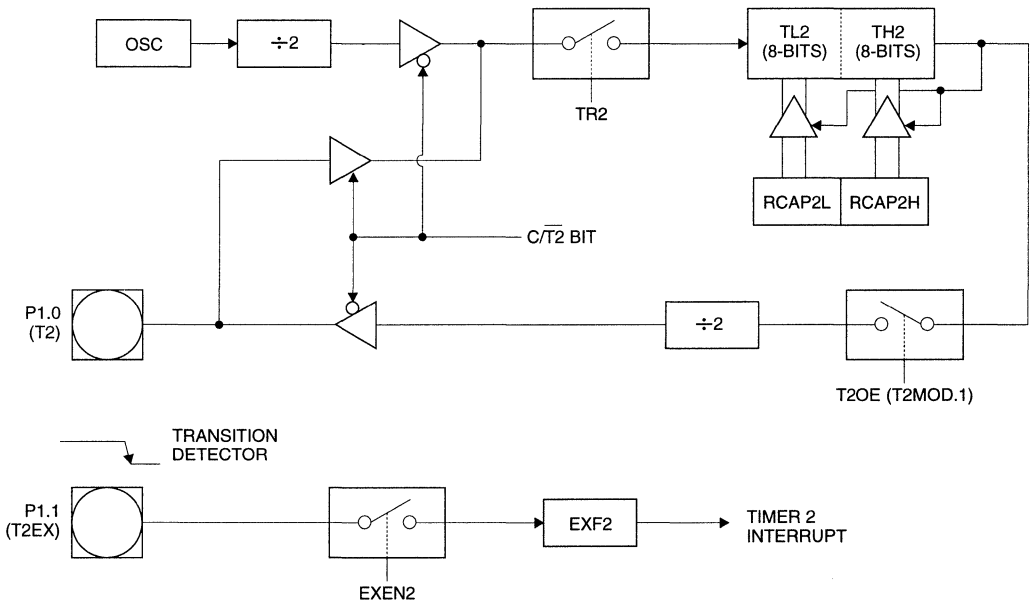 OSC
÷2
TR2
TL2
(8-BITS)
TH2
(8-BITS)
RCAP2L
RCAP2H
C/T2 BIT
P1.0
(T2)
÷2
T2OE (T2MOD.1)
TRANSITION
DETECTOR
P1.1
(T2EX)
EXEN2
EXF2
TIMER 2
INTERRUPT